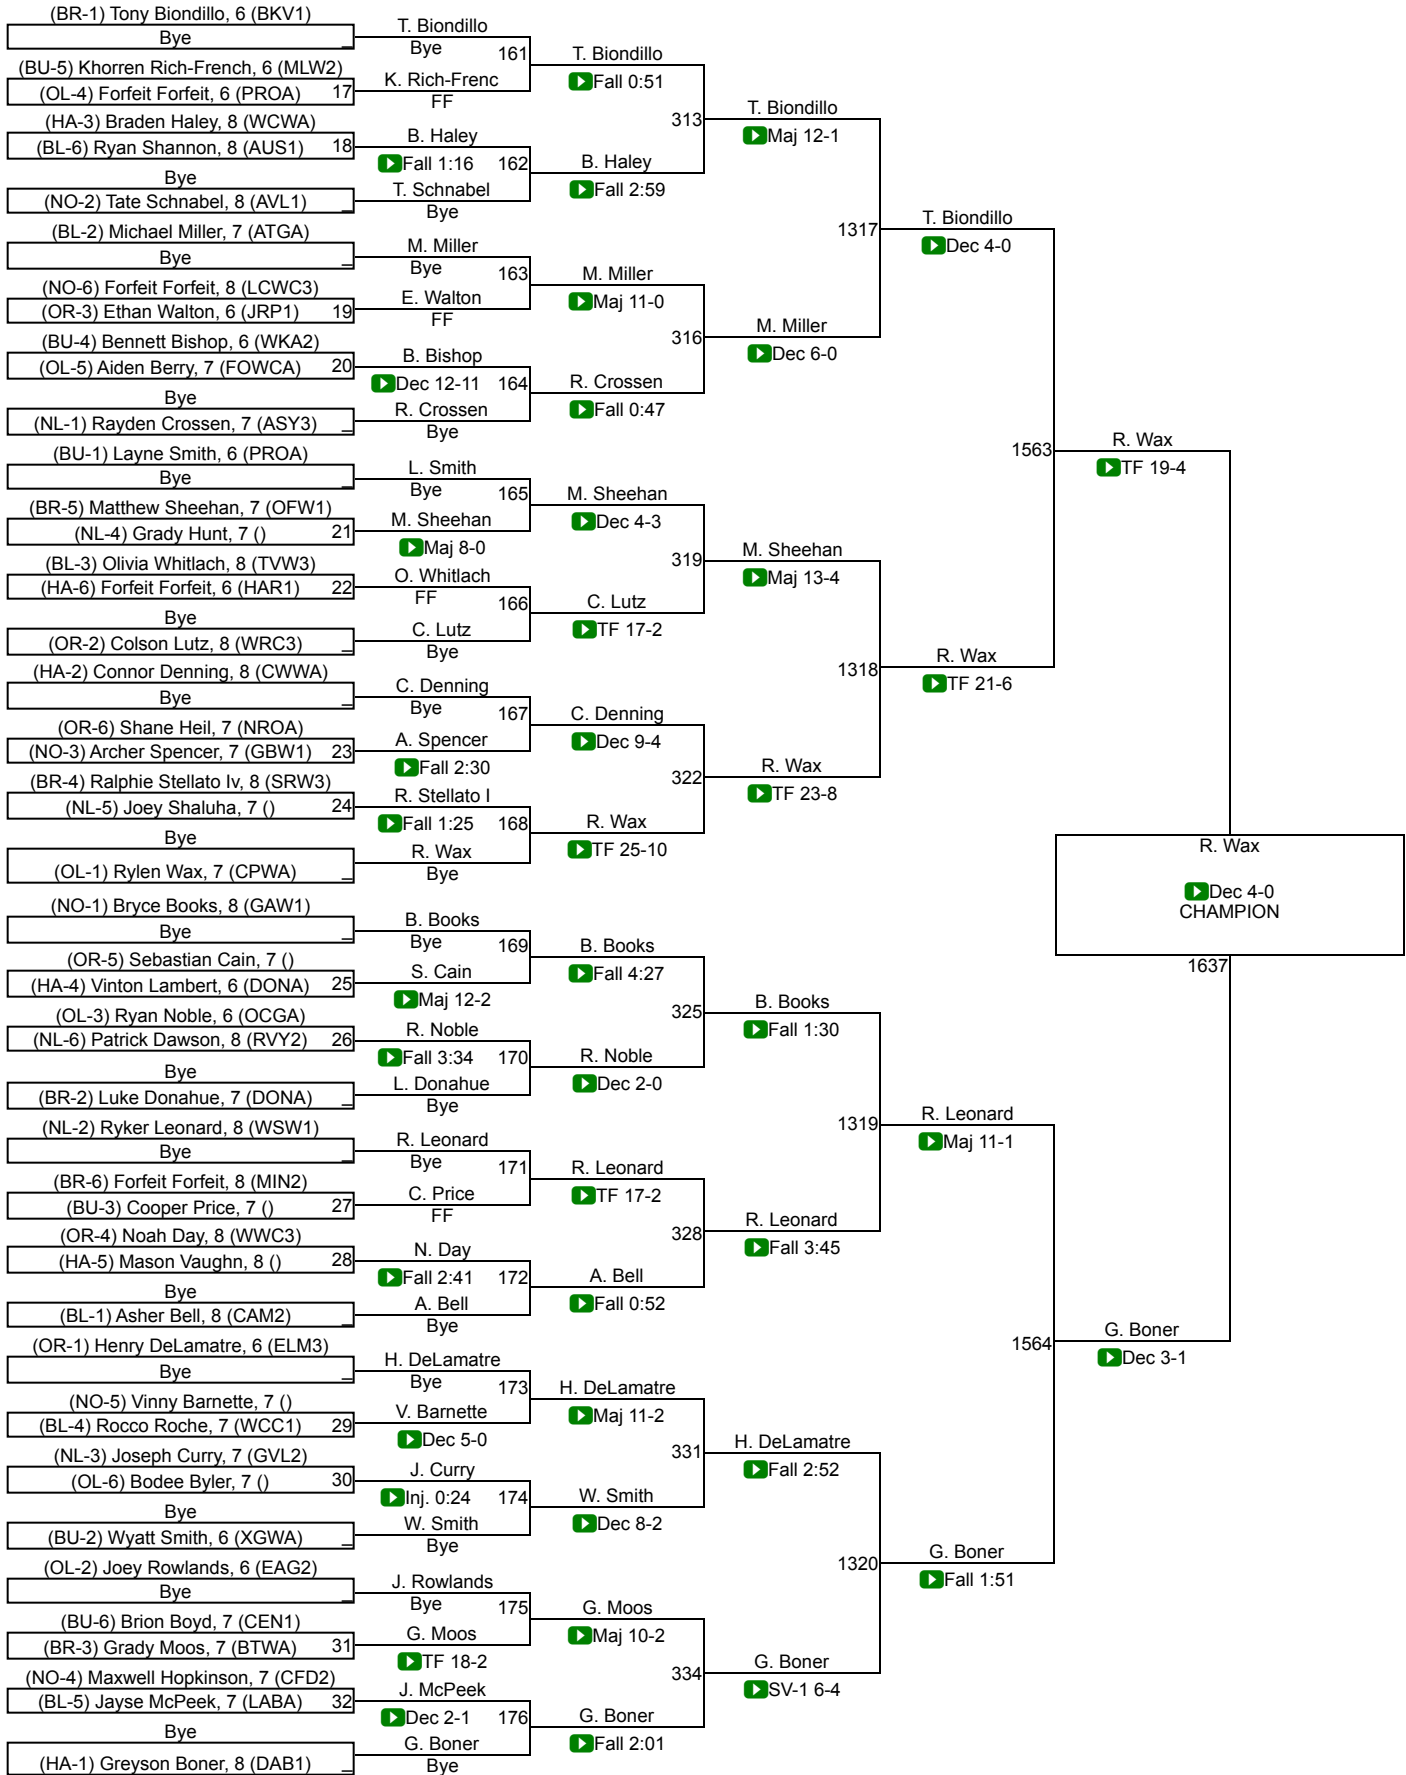 (BR-1) Tony Biondillo, 6 (BKV1)
Bye _
(BU-5) Khorren Rich-French, 6 (MLW2)
(OL-4) Forfeit Forfeit, 6 (PROA) 17
(HA-3) Braden Haley, 8 (WCWA)
(BL-6) Ryan Shannon, 8 (AUS1) 18
Bye
(NO-2) Tate Schnabel, 8 (AVL1) _
(BL-2) Michael Miller, 7 (ATGA)
Bye _
(NO-6) Forfeit Forfeit, 8 (LCWC3)
(OR-3) Ethan Walton, 6 (JRP1) 19
(BU-4) Bennett Bishop, 6 (WKA2)
(OL-5) Aiden Berry, 7 (FOWCA) 20
Bye
(NL-1) Rayden Crossen, 7 (ASY3) _
(BU-1) Layne Smith, 6 (PROA)
Bye _
(BR-5) Matthew Sheehan, 7 (OFW1)
(NL-4) Grady Hunt, 7 () 21
(BL-3) Olivia Whitlach, 8 (TVW3)
(HA-6) Forfeit Forfeit, 6 (HAR1) 22
Bye
(OR-2) Colson Lutz, 8 (WRC3) _
(HA-2) Connor Denning, 8 (CWWA)
Bye _
(OR-6) Shane Heil, 7 (NROA)
(NO-3) Archer Spencer, 7 (GBW1) 23
(BR-4) Ralphie Stellato Iv, 8 (SRW3)
(NL-5) Joey Shaluha, 7 () 24
Bye
(OL-1) Rylen Wax, 7 (CPWA) _
(NO-1) Bryce Books, 8 (GAW1)
Bye _
(OR-5) Sebastian Cain, 7 ()
(HA-4) Vinton Lambert, 6 (DONA) 25
(OL-3) Ryan Noble, 6 (OCGA)
(NL-6) Patrick Dawson, 8 (RVY2) 26
Bye
(BR-2) Luke Donahue, 7 (DONA) _
(NL-2) Ryker Leonard, 8 (WSW1)
Bye _
(BR-6) Forfeit Forfeit, 8 (MIN2)
(BU-3) Cooper Price, 7 () 27
(OR-4) Noah Day, 8 (WWC3)
(HA-5) Mason Vaughn, 8 () 28
Bye
(BL-1) Asher Bell, 8 (CAM2) _
(OR-1) Henry DeLamatre, 6 (ELM3)
Bye _
(NO-5) Vinny Barnette, 7 ()
(BL-4) Rocco Roche, 7 (WCC1) 29
(NL-3) Joseph Curry, 7 (GVL2)
(OL-6) Bodee Byler, 7 () 30
Bye
(BU-2) Wyatt Smith, 6 (XGWA) _
(OL-2) Joey Rowlands, 6 (EAG2)
Bye _
(BU-6) Brion Boyd, 7 (CEN1)
(BR-3) Grady Moos, 7 (BTWA) 31
(NO-4) Maxwell Hopkinson, 7 (CFD2)
(BL-5) Jayse McPeek, 7 (LABA) 32
Bye
(HA-1) Greyson Boner, 8 (DAB1) _
T. Biondillo
Bye 161
K. Rich-Frenc
FF
B. Haley
Fall 1:16 162
T. Schnabel
Bye
M. Miller
Bye 163
E. Walton
FF
B. Bishop
Dec 12-11 164
R. Crossen
Bye
L. Smith
Bye 165
M. Sheehan
Maj 8-0
O. Whitlach
FF 166
C. Lutz
Bye
C. Denning
Bye 167
A. Spencer
Fall 2:30
R. Stellato I
Fall 1:25 168
R. Wax
Bye
B. Books
Bye 169
S. Cain
Maj 12-2
R. Noble
Fall 3:34 170
L. Donahue
Bye
R. Leonard
Bye 171
C. Price
FF
N. Day
Fall 2:41 172
A. Bell
Bye
H. DeLamatre
Bye 173
V. Barnette
Dec 5-0
J. Curry
Inj. 0:24 174
W. Smith
Bye
J. Rowlands
Bye 175
G. Moos
TF 18-2
J. McPeek
Dec 2-1 176
G. Boner
Bye
T. Biondillo
Fall 0:51
313
B. Haley
Fall 2:59
M. Miller
Maj 11-0
316
R. Crossen
Fall 0:47
M. Sheehan
Dec 4-3
319
C. Lutz
TF 17-2
C. Denning
Dec 9-4
322
R. Wax
TF 25-10
B. Books
Fall 4:27
325
R. Noble
Dec 2-0
R. Leonard
TF 17-2
328
A. Bell
Fall 0:52
H. DeLamatre
Maj 11-2
331
W. Smith
Dec 8-2
G. Moos
Maj 10-2
334
G. Boner
Fall 2:01
T. Biondillo
Maj 12-1
1317
M. Miller
Dec 6-0
M. Sheehan
Maj 13-4
1318
R. Wax
TF 23-8
B. Books
Fall 1:30
1319
R. Leonard
Fall 3:45
H. DeLamatre
Fall 2:52
1320
G. Boner
SV-1 6-4
T. Biondillo
Dec 4-0
1563
R. Wax
TF 21-6
R. Leonard
Maj 11-1
1564
G. Boner
Fall 1:51
R. Wax
TF 19-4
G. Boner
Dec 3-1
R. Wax
Dec 4-0
CHAMPION
1637